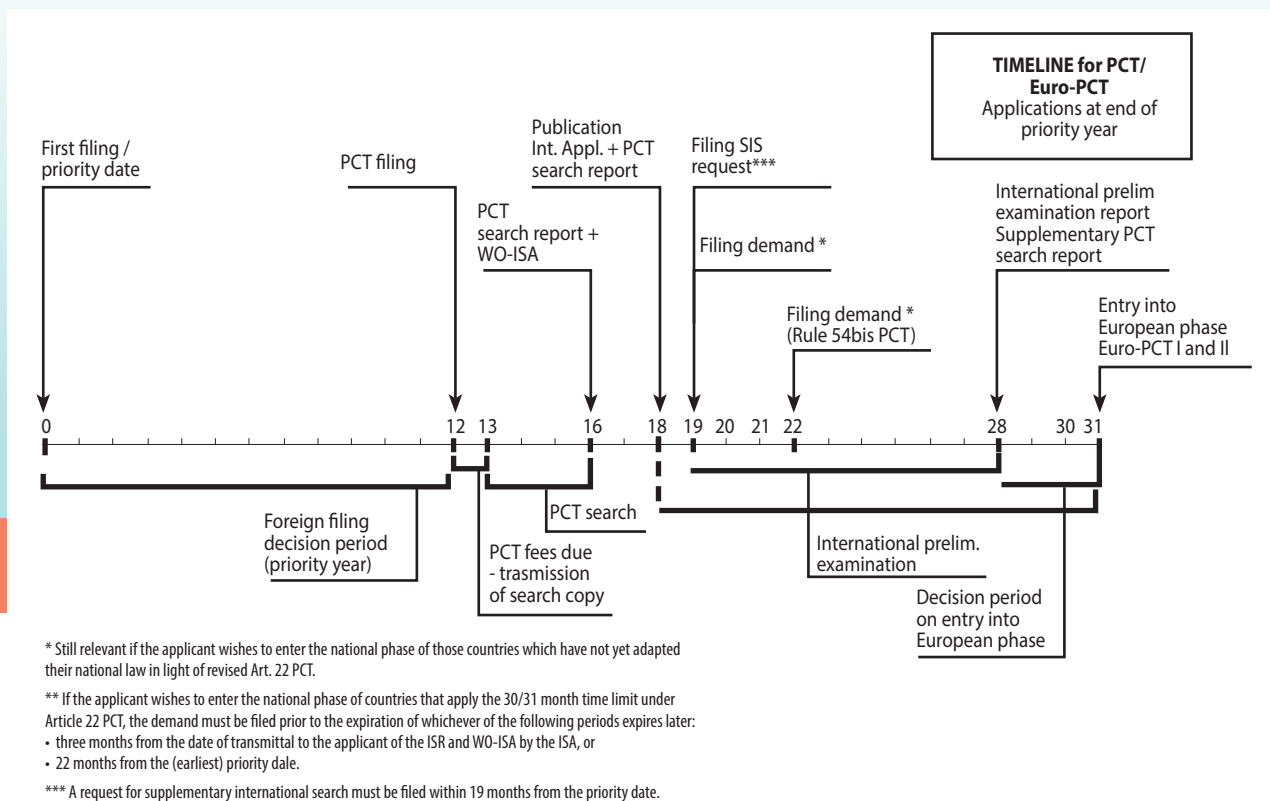 TIMELINE for PCT/
Euro-PCT
Applications at end of
priority year
First filing /
priority date
PCT filing
PCT
search report +
WO-ISA
Publication
Int. Appl. + PCT
search report
Filing SIS
request***
Filing demand *
Filing demand *
(Rule 54bis PCT)
International prelim
examination report
Supplementary PCT
search report
Entry into
European phase
Euro-PCT I and II
0 12 13 16 18 19 20 21 22 28 30 31
Foreign filing
decision period
(priority year)
PCT fees due
- trasmission
of search copy
PCT search
International prelim.
examination
Decision period
on entry into
European phase
* Still relevant if the applicant wishes to enter the national phase of those countries which have not yet adapted
their national law in light of revised Art. 22 PCT.
** If the applicant wishes to enter the national phase of countries that apply the 30/31 month time limit under
Article 22 PCT, the demand must be filed prior to the expiration of whichever of the following periods expires later:
• three months from the date of transmittal to the applicant of the ISR and WO-ISA by the ISA, or
• 22 months from the (earliest) priority dale.
*** A request for supplementary international search must be filed within 19 months from the priority date.